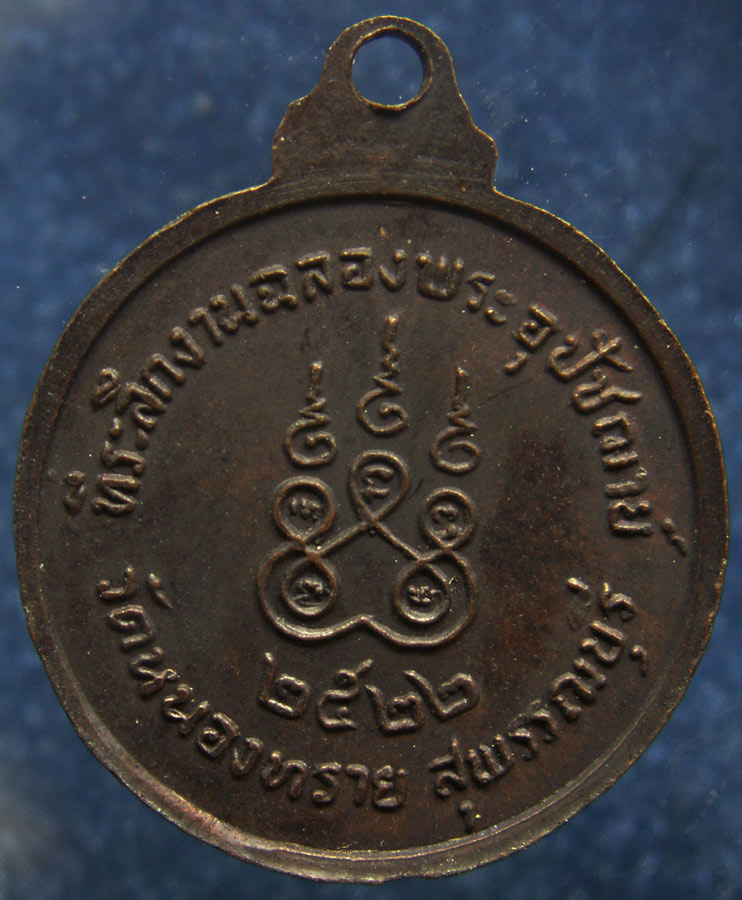 ที่ระลึกงานฉลองพระอุปัชฌาย์
๒๕๒๒
วัดหนองทราย สุพรรณบุรี